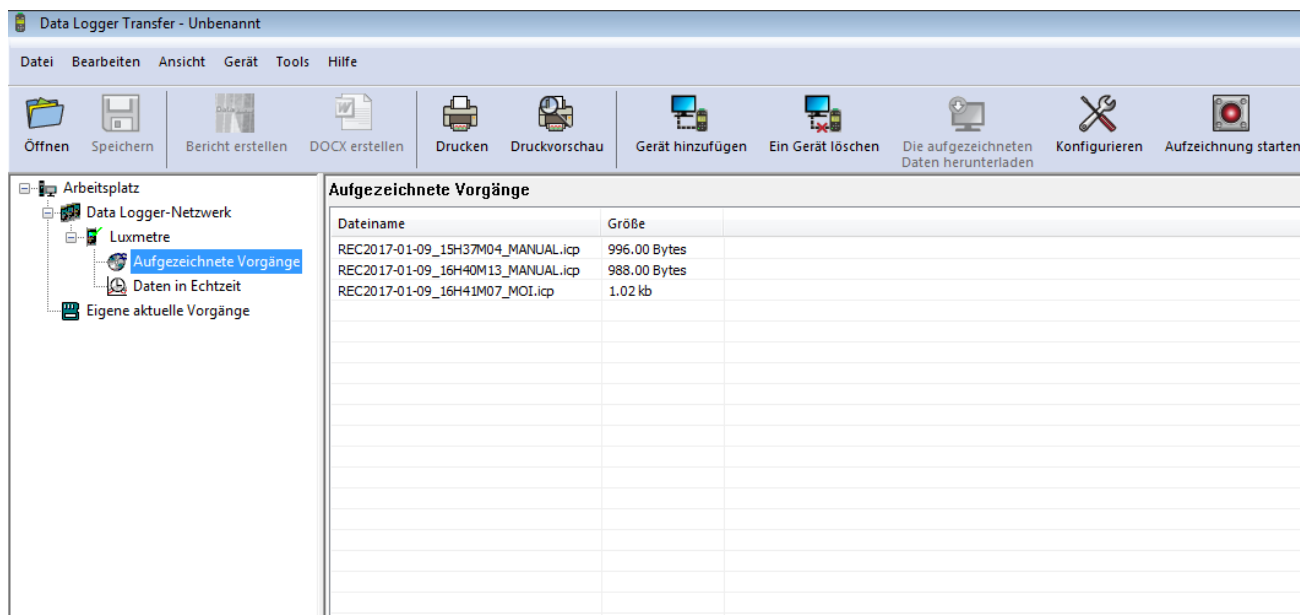 Data Logger Transfer - Unbenannt
Datei Bearbeiten Ansicht Gerät Tools Hilfe
Öffnen Speichern Bericht erstellen DOCX erstellen Drucken Druckvorschau Gerät hinzufügen Ein Gerät löschen Die aufgezeichneten Daten herunterladen Konfigurieren Aufzeichnung starten
Arbeitsplatz
Data Logger-Netzwerk
Luxmetre
Aufgezeichnete Vorgänge
Daten in Echtzeit
Eigene aktuelle Vorgänge
Aufgezeichnete Vorgänge
Dateiname Größe
REC2017-01-09_15H37M04_MANUAL.icp 996.00 Bytes
REC2017-01-09_16H40M13_MANUAL.icp 988.00 Bytes
REC2017-01-09_16H41M07_MOI.icp 1.02 kb